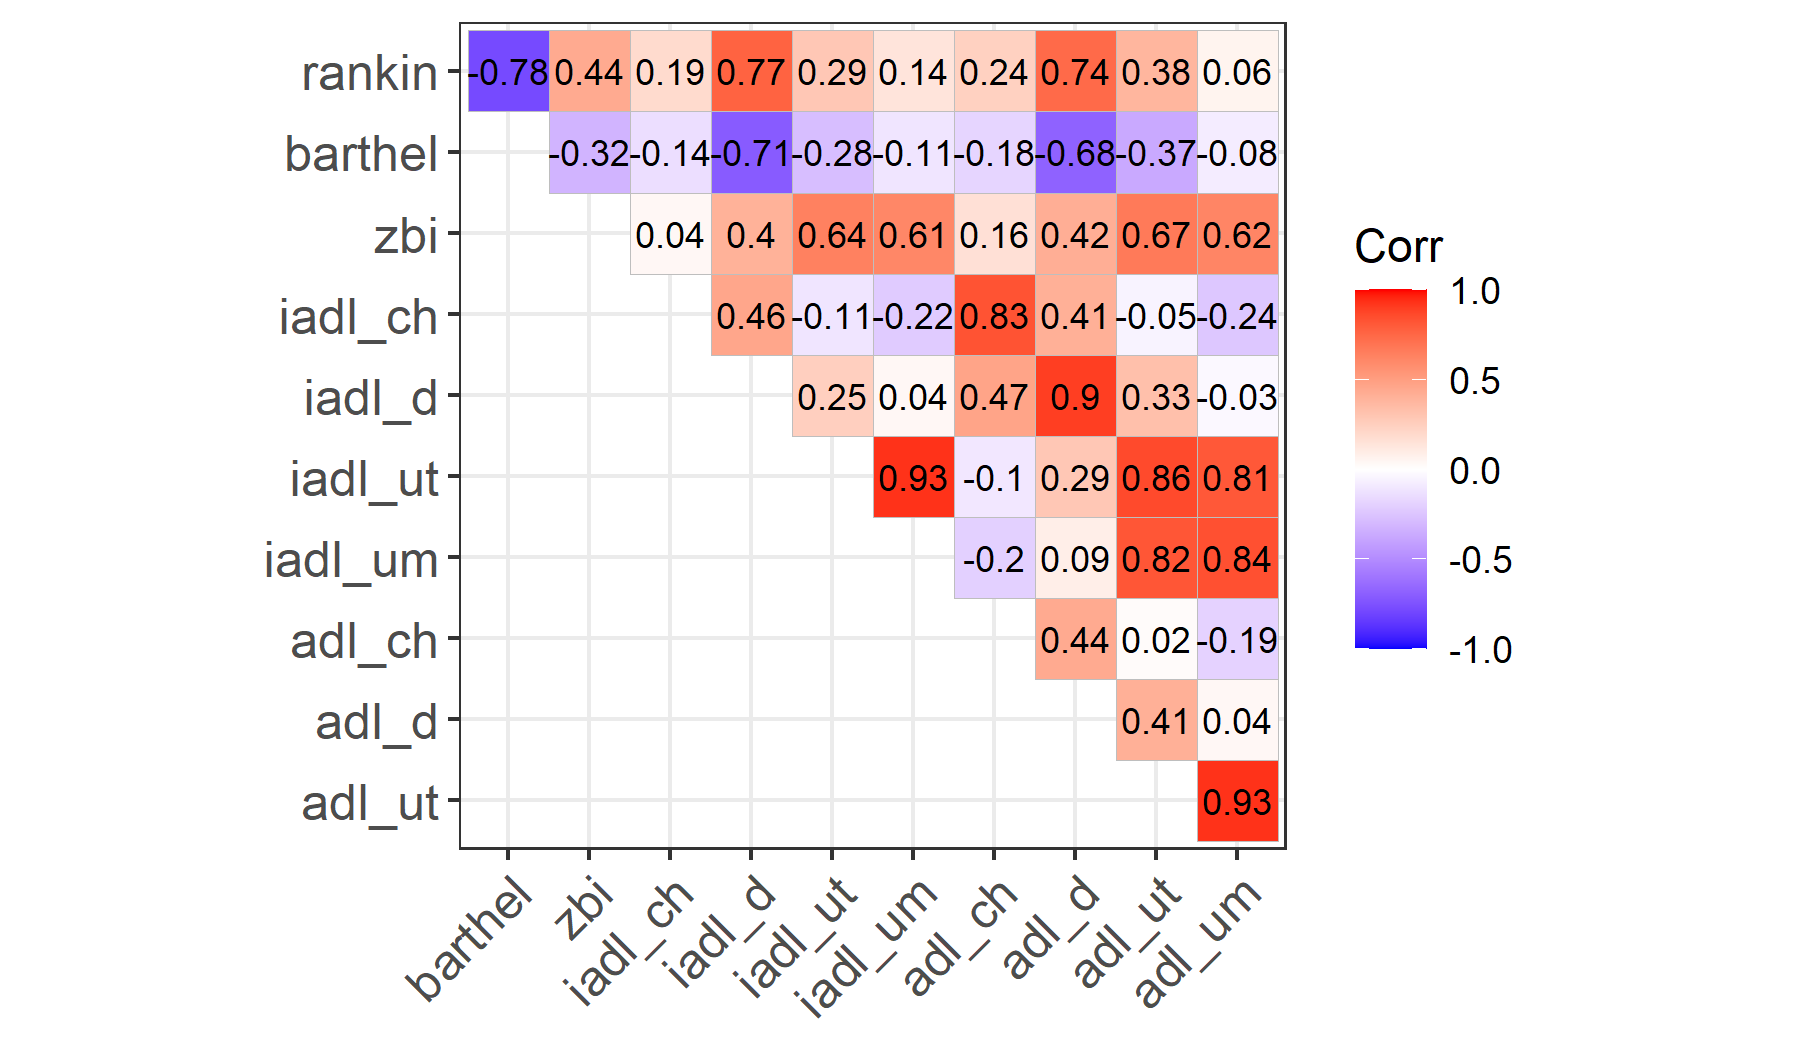 rankin -0.78 0.44 0.19 0.77 0.29 0.14 0.24 0.74 0.38 0.06
barthel -0.32 -0.14 -0.71 -0.28 -0.11 -0.18 -0.68 -0.37 -0.08
zbi 0.04 0.4 0.64 0.61 0.16 0.42 0.67 0.62
iadl_ch 0.46 -0.11 -0.22 0.83 0.41 -0.05 -0.24
iadl_d 0.25 0.04 0.47 0.9 0.33 -0.03
iadl_ut 0.93 -0.1 0.29 0.86 0.81
iadl_um -0.2 0.09 0.82 0.84
adl_ch 0.44 0.02 -0.19
adl_d 0.41 0.04
adl_ut 0.93
barthel zbi iadl_ch iadl_d iadl_ut iadl_um adl_ch adl_d adl_ut adl_um
Corr
1.0
0.5
0.0
-0.5
-1.0